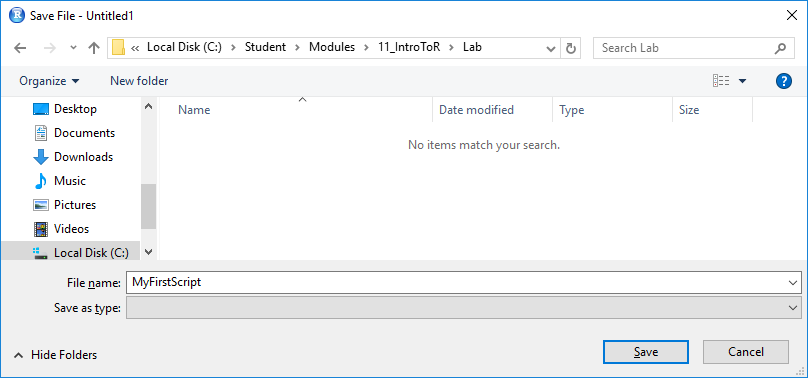 Save File - Untitled1
« Local Disk (C:) > Student > Modules > 11_IntroToR > Lab
Search Lab
Organize
New folder
?
Name
Date modified
Type
Size
No items match your search.
Desktop
Documents
Downloads
Music
Pictures
Videos
Local Disk (C:)
File name: MyFirstScript
Save as type:
Hide Folders
Save
Cancel